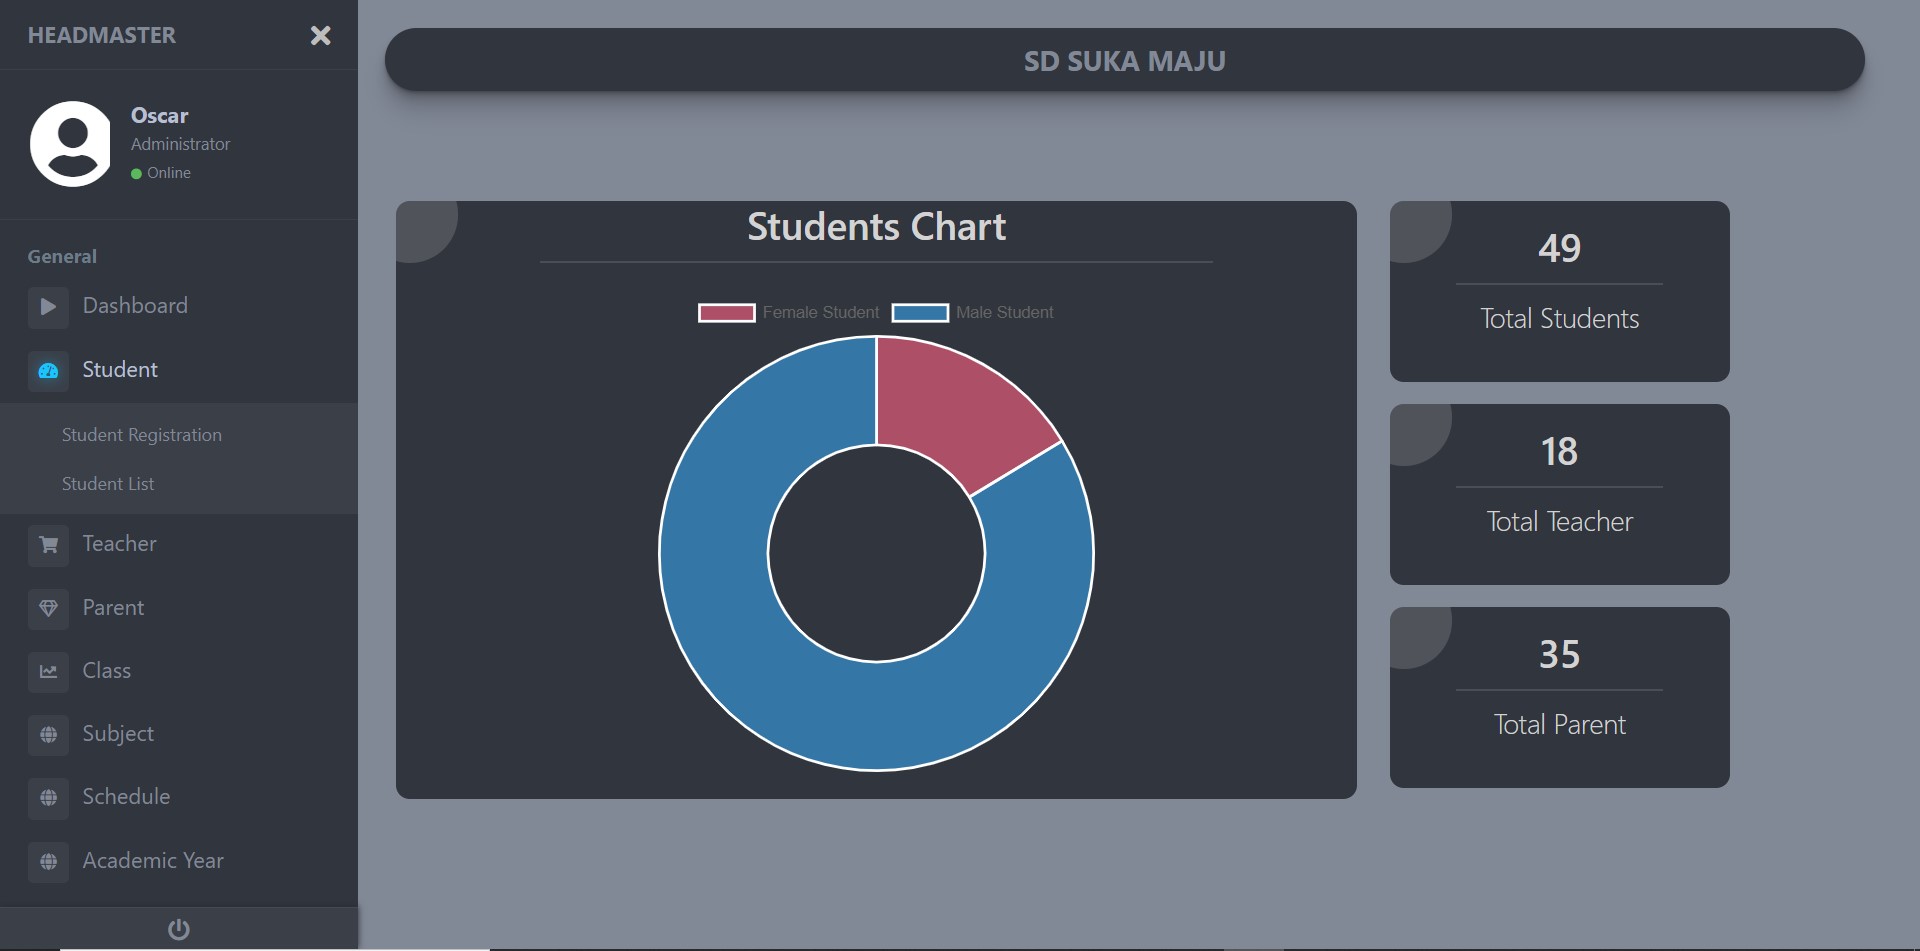 HEADMASTER
Oscar
Administrator
Online
General
Dashboard
Student
Student Registration
Student List
Teacher
Parent
Class
Subject
Schedule
Academic Year
SD SUKA MAJU
Students Chart
Female Student Male Student
49
Total Students
18
Total Teacher
35
Total Parent